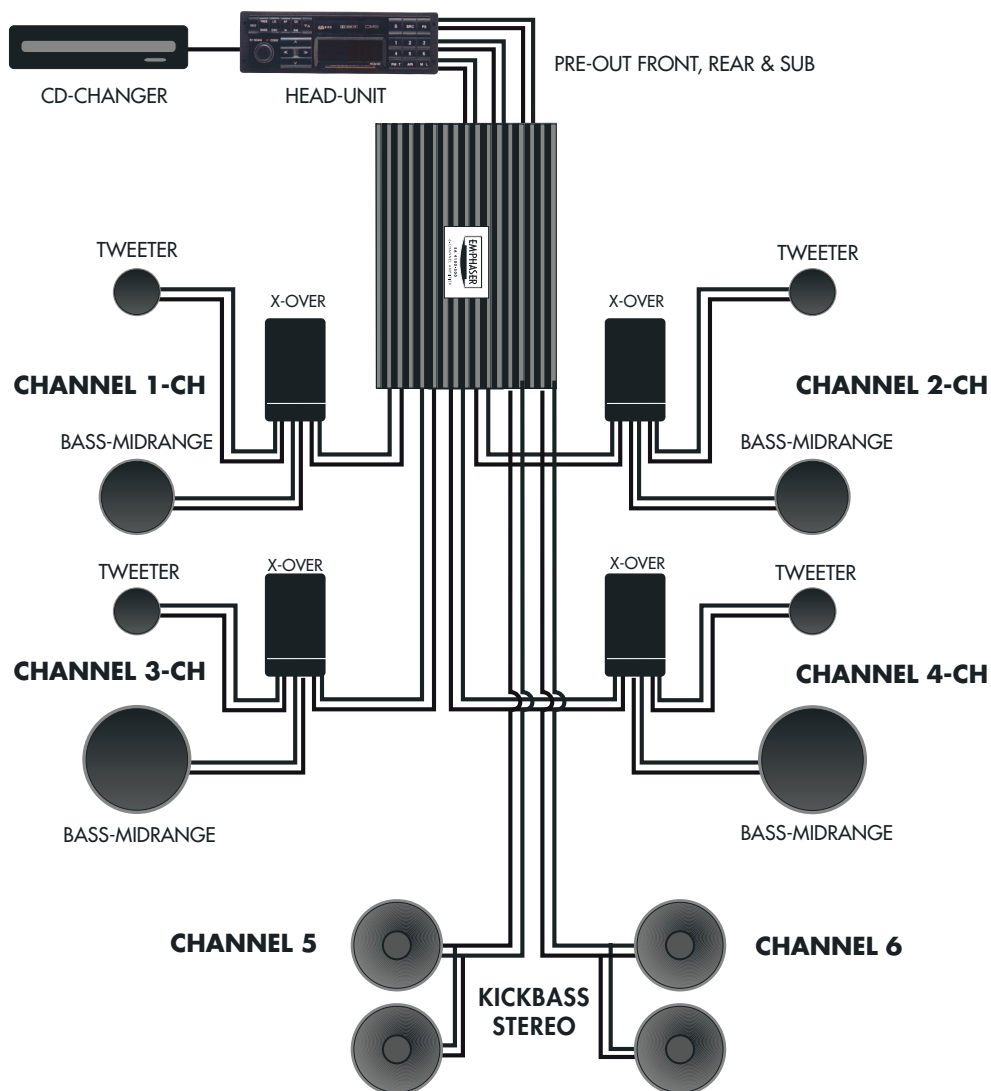 CD-CHANGER
HEAD-UNIT
PRE-OUT FRONT, REAR & SUB
EMPHASER
TWEETER
TWEETER
X-OVER
X-OVER
CHANNEL 1-CH
CHANNEL 2-CH
BASS-MIDRANGE
BASS-MIDRANGE
TWEETER
X-OVER
X-OVER
TWEETER
CHANNEL 3-CH
CHANNEL 4-CH
BASS-MIDRANGE
BASS-MIDRANGE
CHANNEL 5
CHANNEL 6
KICKBASS
STEREO